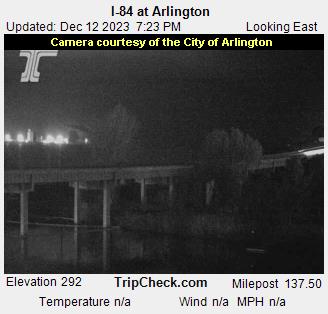 I-84 at Arlington
Updated: Dec 12 2023 7:23 PM Looking East
Camera courtesy of the City of Arlington
Elevation 292 TripCheck.com Milepost 137.50
Temperature n/a Wind n/a MPH n/a